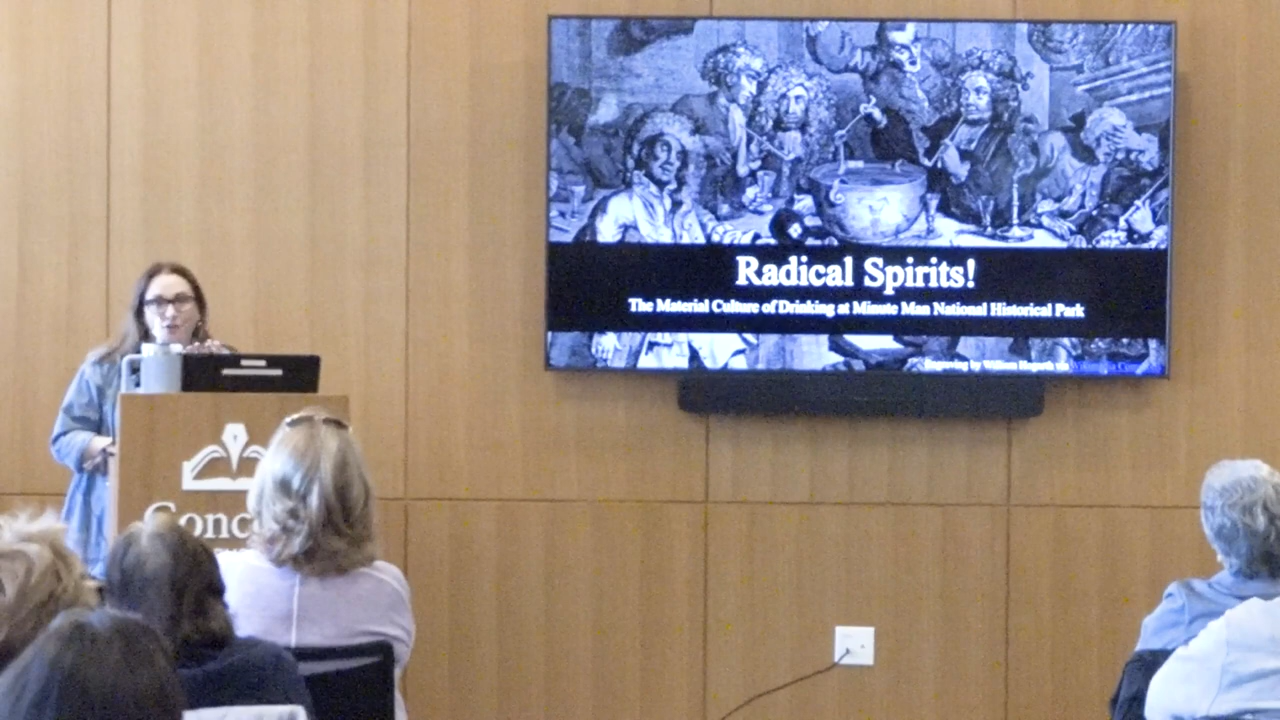 Radical Spirits!
The Material Culture of Drinking at Minute Man National Historical Park
Engraving by William Hogarth
Conc